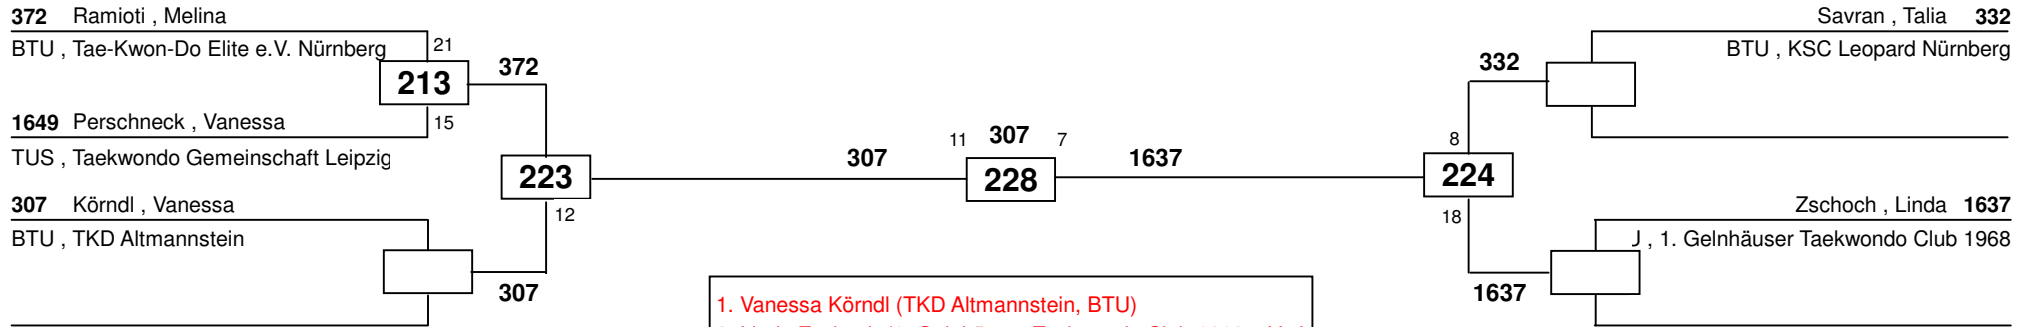 372 Ramioti , Melina
BTU , Tae-Kwon-Do Elite e.V. Nürnberg
21
213
372
1649 Perschneck , Vanessa
15
TUS , Taekwondo Gemeinschaft Leipzig
223
307
12
307 Körndl , Vanessa
BTU , TKD Altmannstein
307
11 307 7
228
1637
Savran , Talia 332
BTU , KSC Leopard Nürnberg
332
8
224
18
Zschoch , Linda 1637
, 1. Gelnhäuser Taekwondo Club 1968
1637
1. Vanessa Körndl (TKD Altmannstein, BTU)